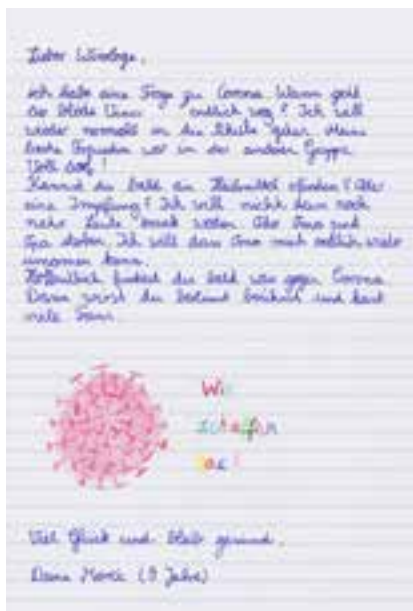 Lieber Virologe,
ich habe eine Frage zu Corona. Wann geht
der blöde Virus endlich weg? Ich will
wieder normal in die Schule gehen. Meine
beste Freundin war in der anderen Gruppe.
Voll
Kannst du bald ein Heilmittel erfinden? Oder
eine Impfung? Ich will nicht dass noch
mehr Leute krank werden. Oder Oma und
Opa sterben. Ich will dass Oma mich endlich wieder
umarmen kann.
Hoffentlich findest du bald was gegen Corona.
Dann wirst du bestimmt berühmt und hast
viele Fans.
Wir
schaffen
das!
Viel Glück und bleib gesund.
Deine Marie (9 Jahre)